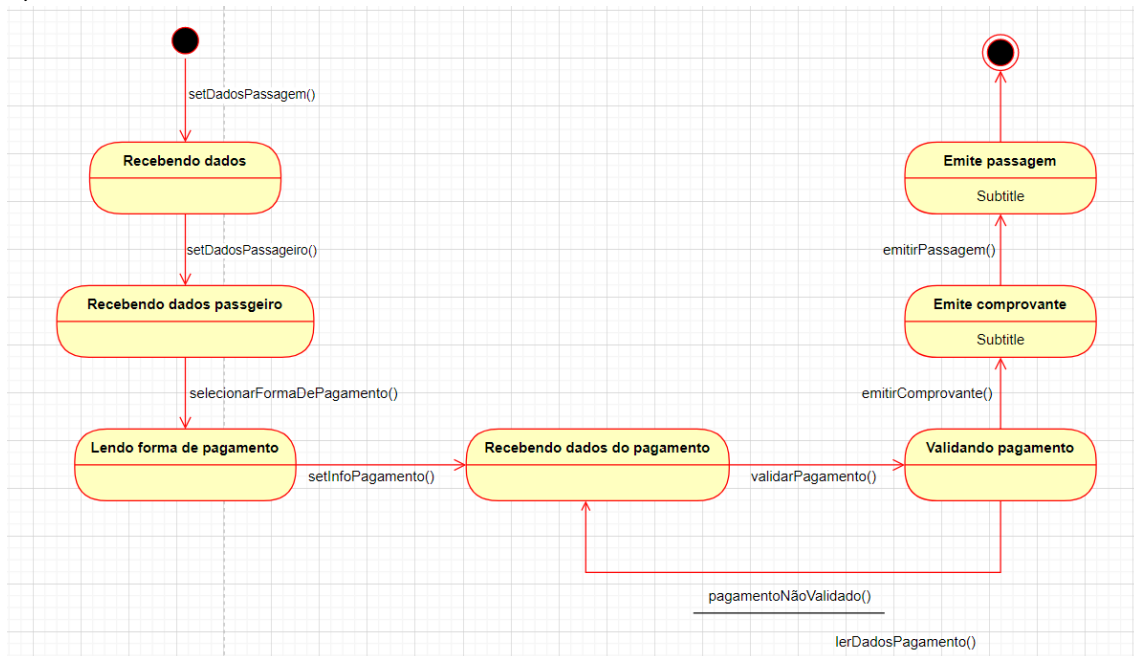 setDadosPassagem()
Recebendo dados
setDadosPassageiro()
Recebendo dados passgeiro
selecionarFormaDePagamento()
Lendo forma de pagamento
setInfoPagamento()
Recebendo dados do pagamento
validarPagamento()
Validando pagamento
pagamentoNãoValidado()
lerDadosPagamento()
emitirComprovante()
Emite comprovante
Subtitle
emitirPassagem()
Emite passagem
Subtitle